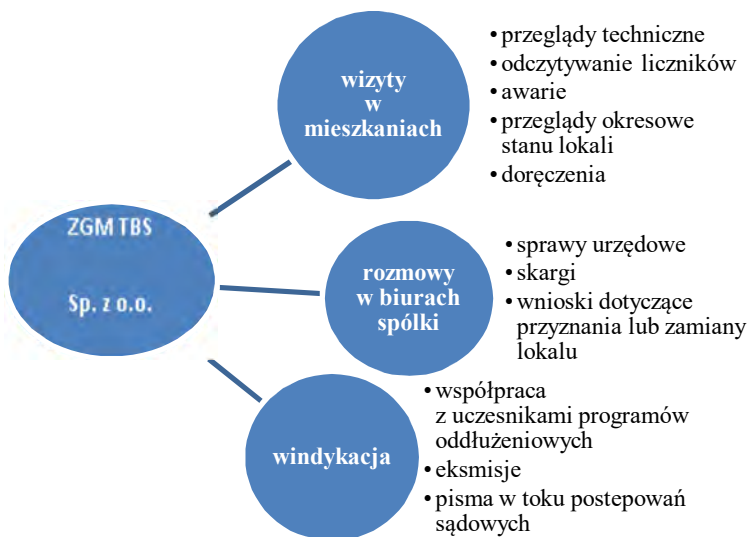 ZGM TBS
Sp. z o.o.
wizyty
w
mieszkaniach
• przeglądy techniczne
• odczytywanie liczników
• awarie
• przeglądy okresowe
stanu lokali
• doręczenia
rozmowy
w biurach
spólki
• sprawy urzędowe
• skargi
• wnioski dotyczące
przyznania lub zamiany
lokalu
windykacja
• współpraca
z uczesnikami programów
oddłużeniowych
• eksmisje
• pisma w toku postepowań
sądowych